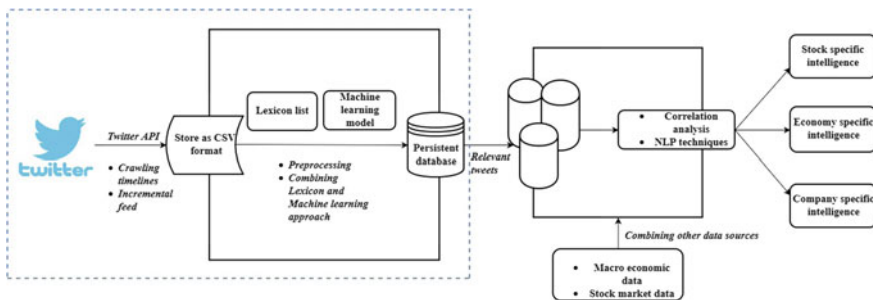 twitter
Twitter API
• Crawling
timelines
• Incremental
feed
Store as CSV
format
Lexicon list
Machine
learning
model
• Preprocessing
• Combining
Lexicon and
Machine learning
approach
Persistent
database
Relevant
tweets
• Correlation
analysis
• NLP techniques
Combining other data sources
• Macro economic
data
• Stock market data
Stock specific
intelligence
Economy specific
intelligence
Company specific
intelligence